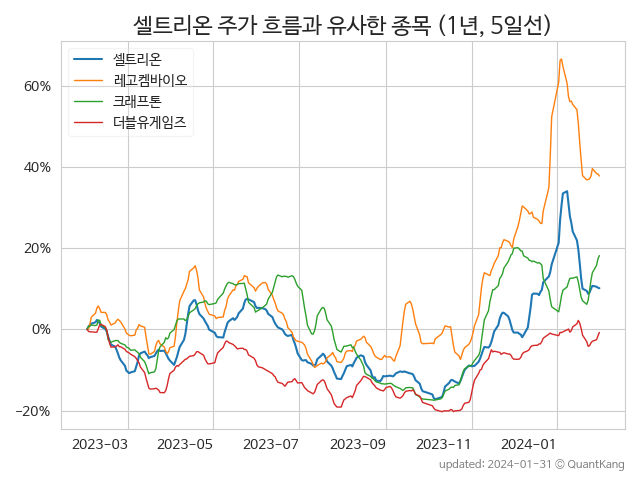 셀트리온 주가 흐름과 유사한 종목 (1년, 5일선)
셀트리온
레고켐바이오
크래프톤
더블유게임즈
60%
40%
20%
0%
−20%
2023-03
2023-05
2023-07
2023-09
2023-11
2024-01
updated: 2024-01-31 © QuantKang